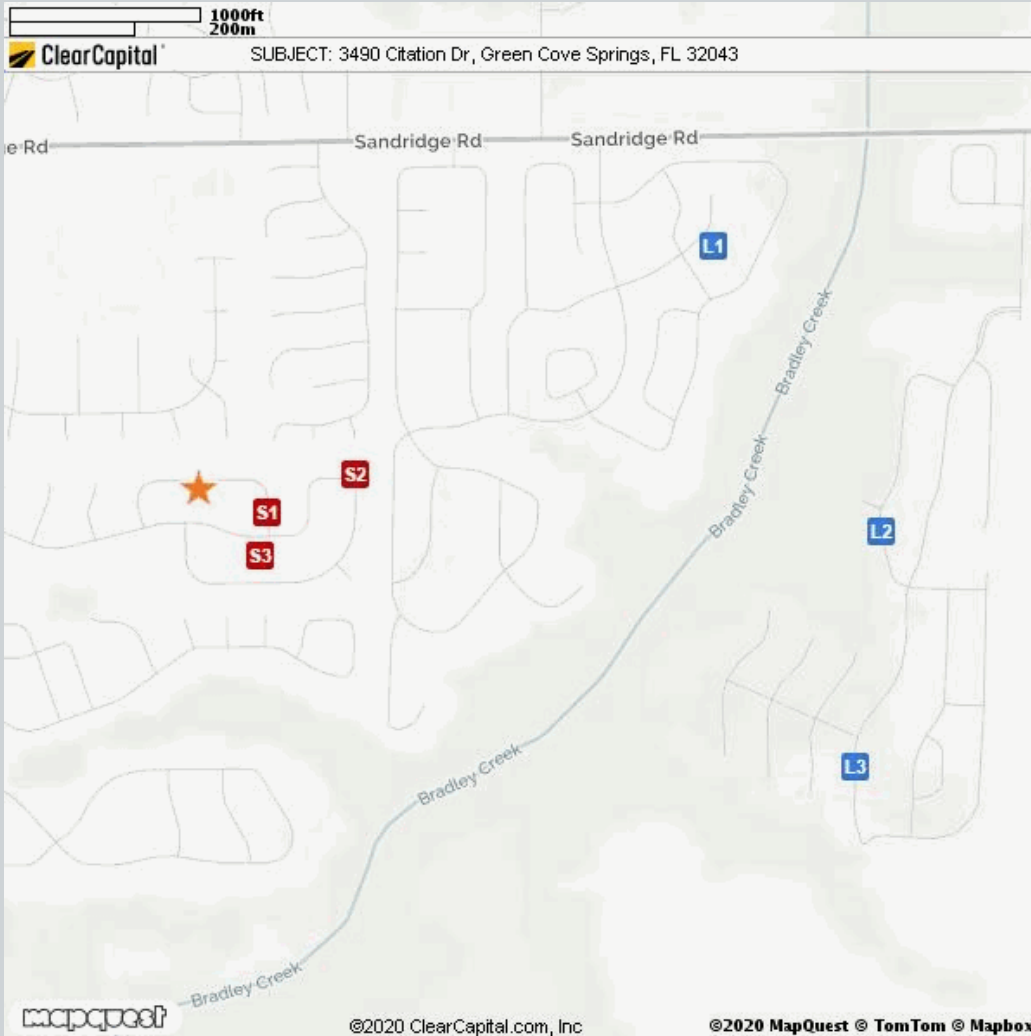 1000ft
200m
ClearCapital
SUBJECT: 3490 Citation Dr, Green Cove Springs, FL 32043
e Rd
Sandridge Rd
Sandridge Rd
L1
Bradley Creek
S2
Bradley Creek
S1
L2
S3
Bradley Creek
L3
Bradley Creek
mapquest
©2020 ClearCapital.com, Inc
©2020 MapQuest © TomTom © Mapbox